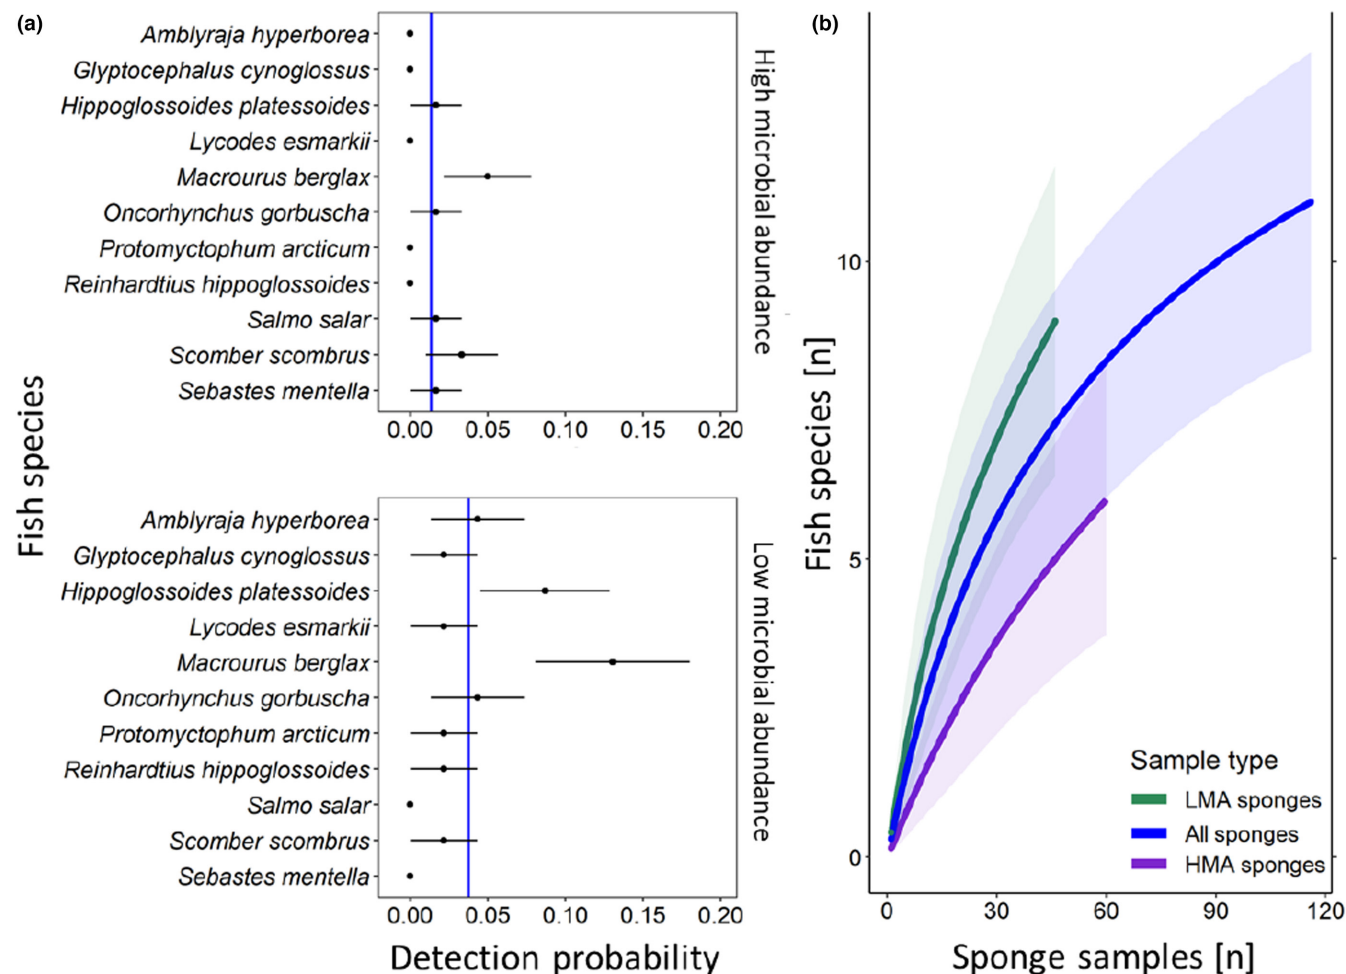 (a)
Amblyraja hyperborea
Glyptocephalus cynoglossus
Hippoglossoides platessoides
Lycodes esmarkii
Macrourus berglax
Oncorhynchus gorbuscha
Protomyctophum arcticum
Reinhardtius hippoglossoides
Salmo salar
Scomber scombrus
Sebastes mentella
0.00 0.05 0.10 0.15 0.20
High microbial abundance
Fish species
Amblyraja hyperborea
Glyptocephalus cynoglossus
Hippoglossoides platessoides
Lycodes esmarkii
Macrourus berglax
Oncorhynchus gorbuscha
Protomyctophum arcticum
Reinhardtius hippoglossoides
Salmo salar
Scomber scombrus
Sebastes mentella
0.00 0.05 0.10 0.15 0.20
Low microbial abundance
Detection probability
(b)
Fish species [n]
10
5
0
Sample type
LMA sponges
All sponges
HMA sponges
0 30 60 90 120
Sponge samples [n]